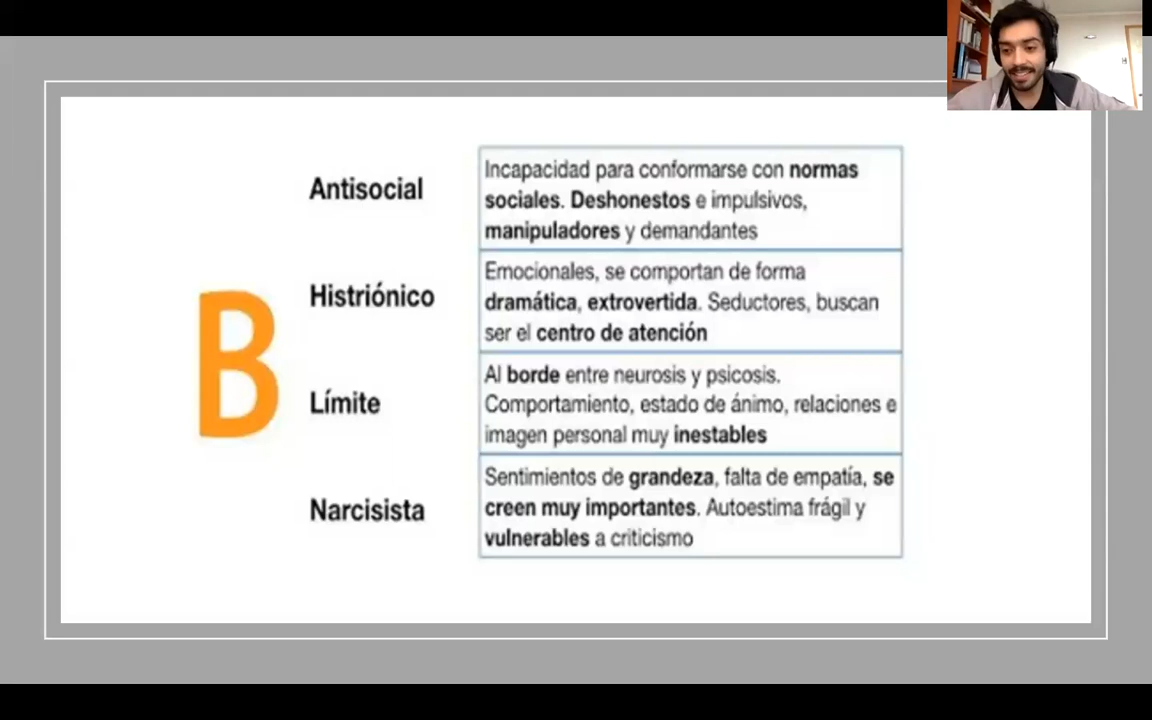 B
Antisocial
Incapacidad para conformarse con normas
sociales. Deshonestos e impulsivos,
manipuladores y demandantes
Histriónico
Emocionales, se comportan de forma
dramática, extrovertida. Seductores, buscan
ser el centro de atención
Límite
Al borde entre neurosis y psicosis.
Comportamiento, estado de ánimo, relaciones e
imagen personal muy inestables
Narcisista
Sentimientos de grandeza, falta de empatía, se
creen muy importantes. Autoestima frágil y
vulnerables a criticismo